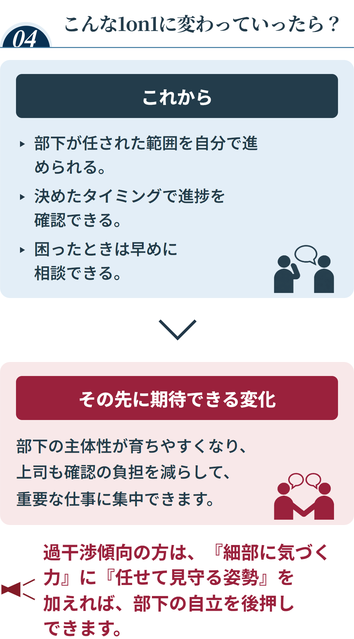 04
こんな1on1に変わっていったら？
これから
▸ 部下が任された範囲を自分で進
められる。
▸ 決めたタイミングで進捗を
確認できる。
▸ 困ったときは早めに
相談できる。
その先に期待できる変化
部下の主体性が育ちやすくなり、
上司も確認の負担を減らして、
重要な仕事に集中できます。
過干渉傾向の方は、『細部に気づく
力』に『任せて見守る姿勢』を
加えれば、部下の自立を後押し
できます。